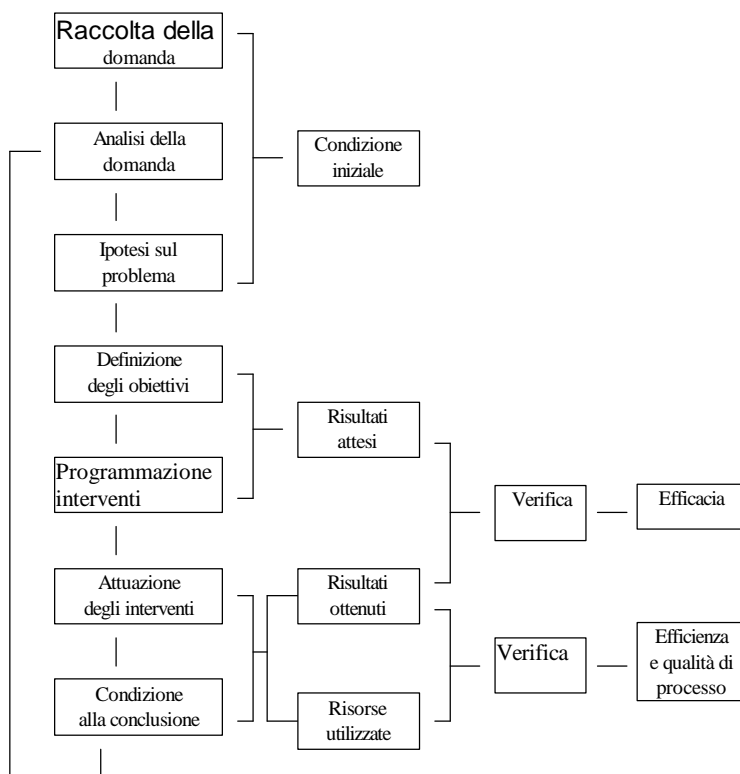 Raccolta della
domanda
Analisi della
domanda
Condizione
iniziale
Ipotesi sul
problema
Definizione
degli obiettivi
Risultati
attesi
Programmazione
interventi
Verifica
Efficacia
Attuazione
degli interventi
Risultati
ottenuti
Verifica
Efficienza
e qualità di
processo
Condizione
alla conclusione
Risorse
utilizzate